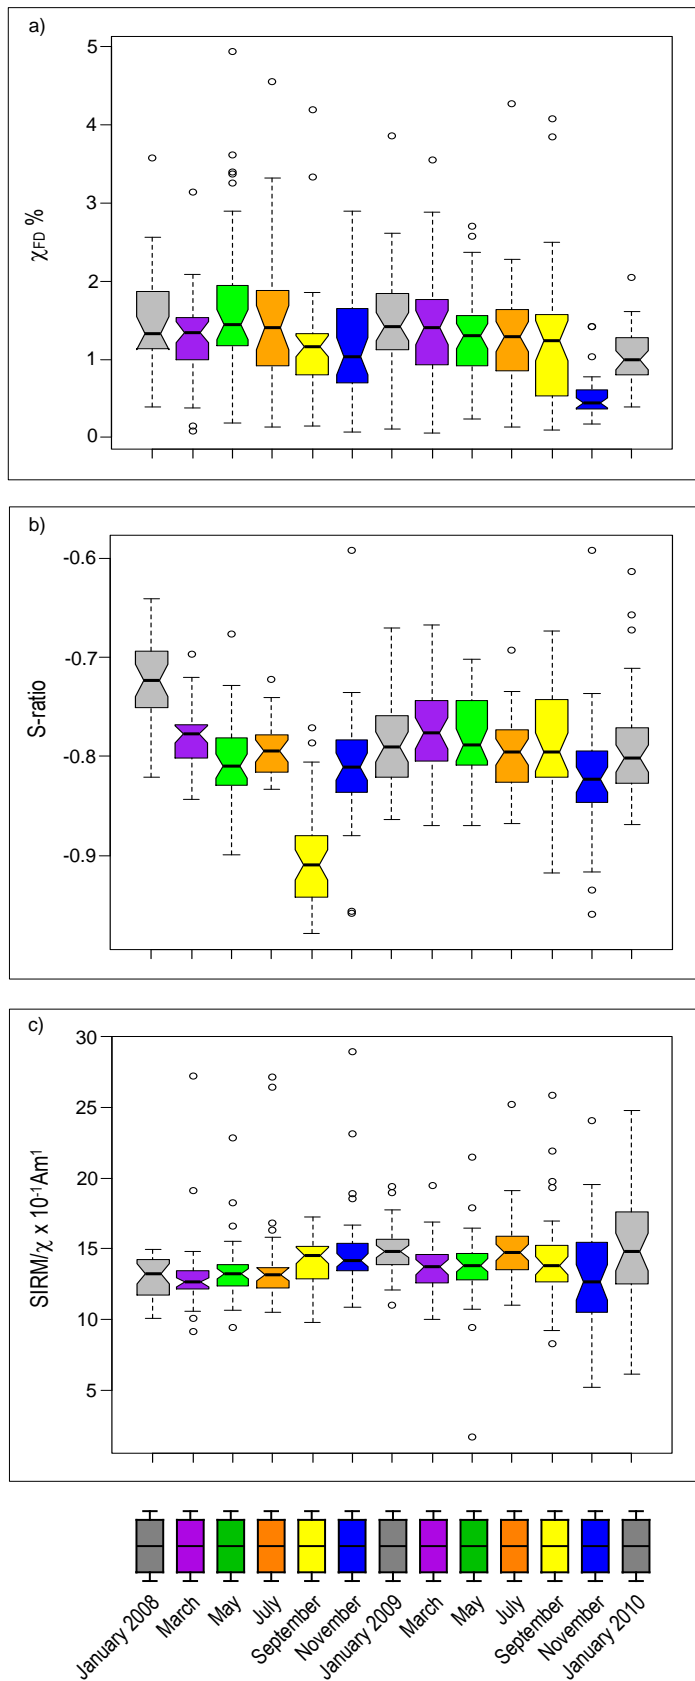 a)
5
4
3
2
1
0
χFD %
b)
-0.6
-0.7
-0.8
-0.9
S-ratio
c)
30
25
20
15
10
5
SIRM/χ x 10⁻¹Am¹
January 2008
March
May
July
September
November
January 2009
March
May
July
September
November
January 2010